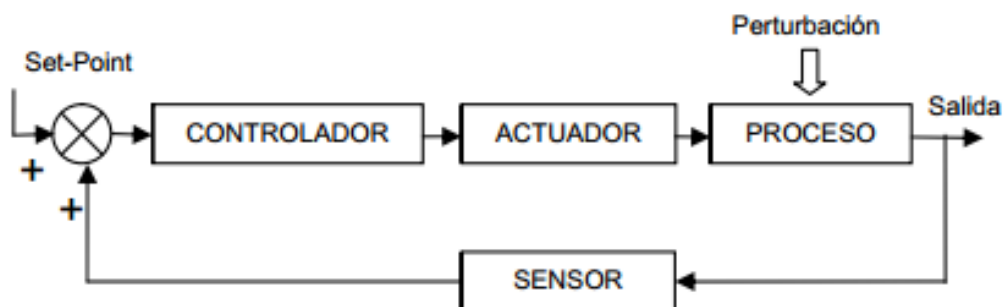 Perturbación
Set-Point
Salida
CONTROLADOR
ACTUADOR
PROCESO
+
+
SENSOR